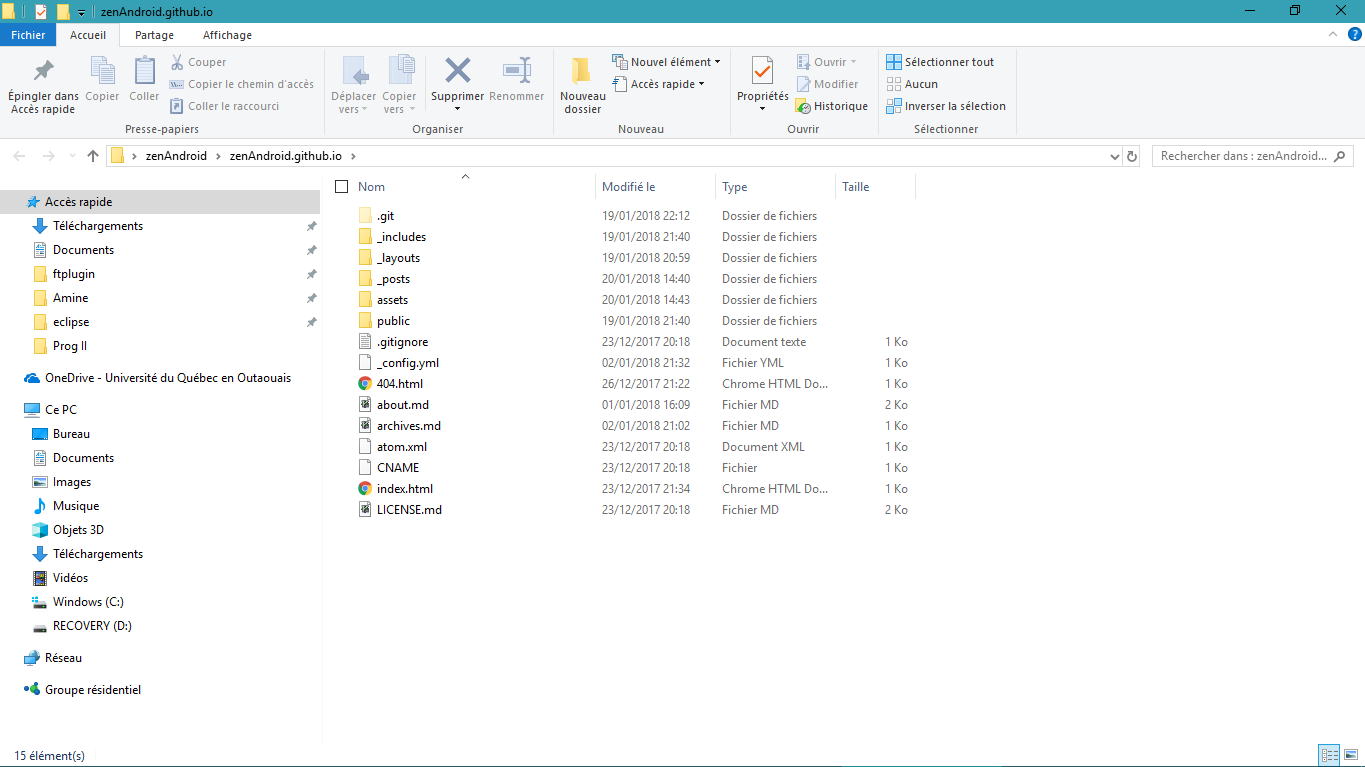 zenAndroid.github.io
Fichier Accueil Partage Affichage
Épingler dans Accès rapide
Copier
Coller
Couper
Copier le chemin d'accès
Coller le raccourci
Presse-papiers
Déplacer vers
Copier vers
Supprimer
Renommer
Organiser
Nouveau dossier
Nouvel élément
Accès rapide
Nouveau
Propriétés
Ouvrir
Modifier
Historique
Ouvrir
Sélectionner tout
Aucun
Inverser la sélection
Sélectionner
zenAndroid > zenAndroid.github.io >
Rechercher dans : zenAndroid...
Accès rapide
Téléchargements
Documents
ftplugin
Amine
eclipse
Prog II
OneDrive - Université du Québec en Outaouais
Ce PC
Bureau
Documents
Images
Musique
Objets 3D
Téléchargements
Vidéos
Windows (C:)
RECOVERY (D:)
Réseau
Groupe résidentiel
Nom Modifié le Type Taille
.git 19/01/2018 22:12 Dossier de fichiers
_includes 19/01/2018 21:40 Dossier de fichiers
_layouts 19/01/2018 20:59 Dossier de fichiers
_posts 20/01/2018 14:40 Dossier de fichiers
assets 20/01/2018 14:43 Dossier de fichiers
public 19/01/2018 21:40 Dossier de fichiers
.gitignore 23/12/2017 20:18 Document texte 1 Ko
_config.yml 02/01/2018 21:32 Fichier YML 1 Ko
404.html 26/12/2017 21:22 Chrome HTML Do... 1 Ko
about.md 01/01/2018 16:09 Fichier MD 2 Ko
archives.md 02/01/2018 21:02 Fichier MD 1 Ko
atom.xml 23/12/2017 20:18 Document XML 1 Ko
CNAME 23/12/2017 20:18 Fichier 1 Ko
index.html 23/12/2017 21:34 Chrome HTML Do... 1 Ko
LICENSE.md 23/12/2017 20:18 Fichier MD 2 Ko
15 élément(s)